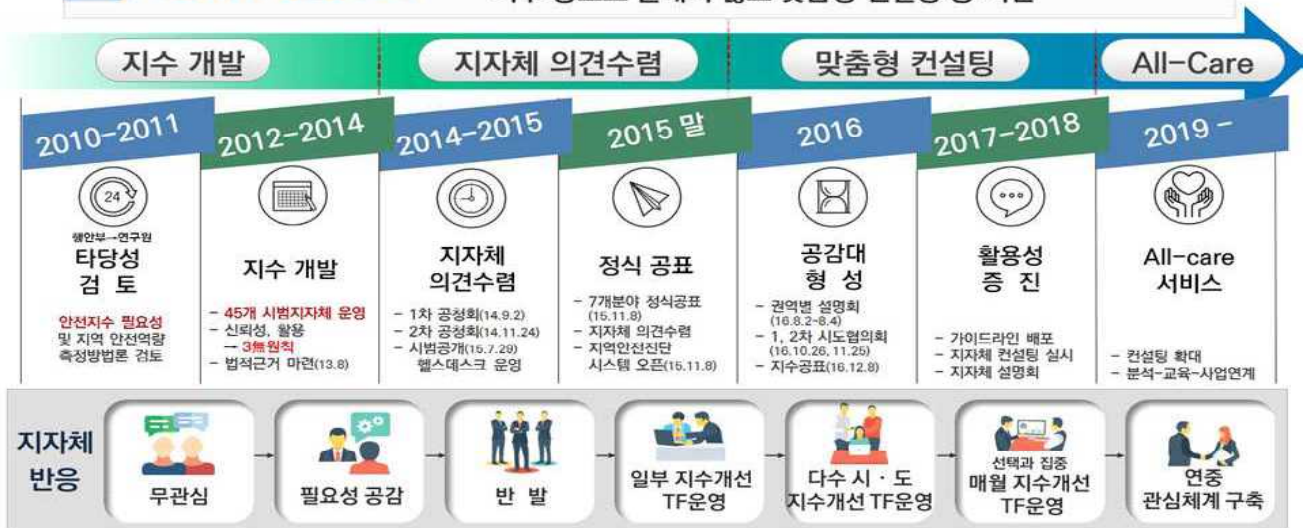 지수 개발
지자체 의견수렴
맞춤형 컨설팅
All-Care
2010-2011
24
행안부→연구원
타당성
검 토
안전지수 필요성
및 지역 안전역량
측정방법론 검토
2012-2014
지수 개발
- 45개 시범지자체 운영
- 신뢰성, 활용
→ 3無원칙
- 법적근거 마련(13.8)
2014-2015
지자체
의견수렴
- 1차 공청회(14.9.2)
- 2차 공청회(14.11.24)
- 시범공개(15.7.29)
헬스데스크 운영
2015 말
정식 공표
- 7개분야 정식공표
(15.11.8)
- 지자체 의견수렴
- 지역안전진단
시스템 오픈(15.11.8)
2016
공감대
형 성
- 권역별 설명회
(16.8.2-8.4)
- 1, 2차 시도협의회
(16.10.26, 11.25)
- 지수공표(16.12.8)
2017-2018
활용성
증 진
- 가이드라인 배포
- 지자체 컨설팅 실시
- 지자체 설명회
2019 -
All-care
서비스
- 컨설팅 확대
- 분석-교육-사업연계
지자체
반응
무관심
필요성 공감
반 발
일부 지수개선
TF운영
다수 시 · 도
지수개선 TF운영
선택과 집중
매월 지수개선
TF운영
연중
관심체계 구축